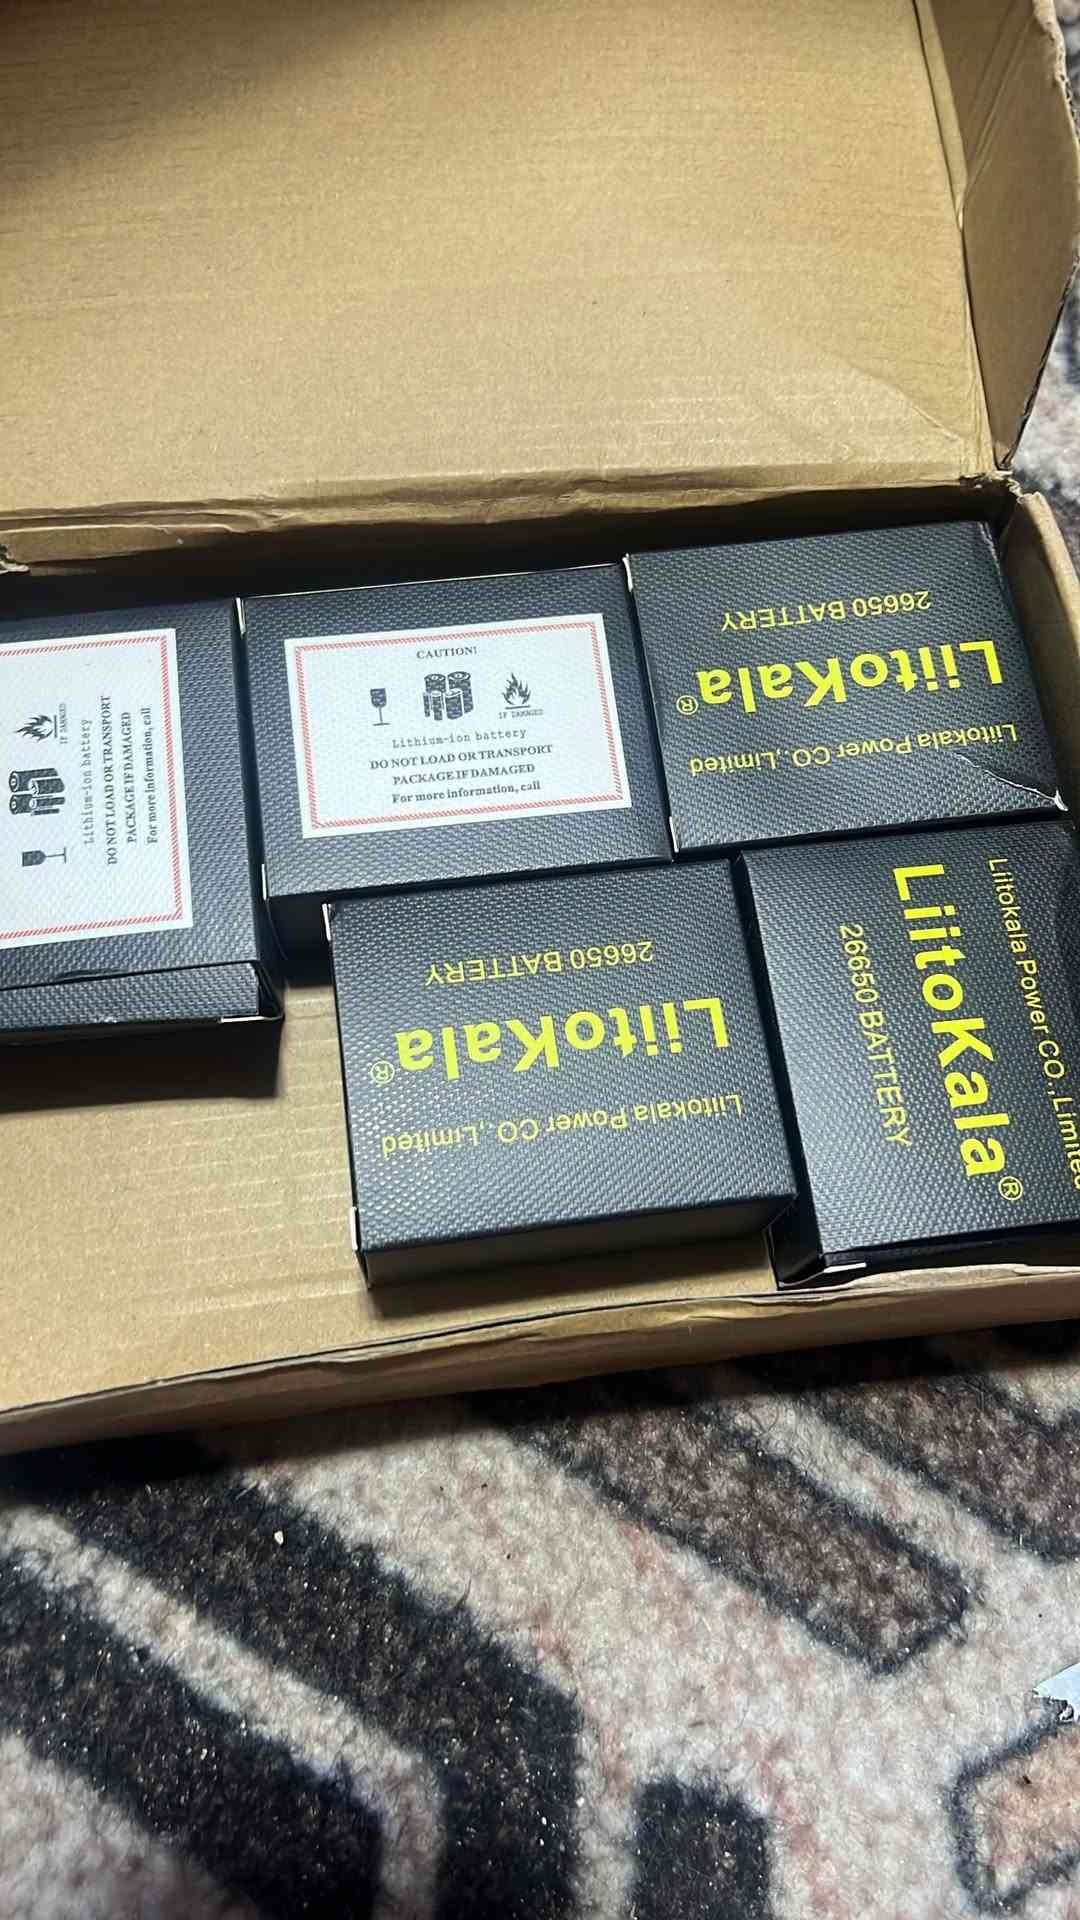 IF DAMAGED
Lithium-ion battery
DO NOT LOAD OR TRANSPORT
PACKAGE IF DAMAGED
For more information, call
CAUTION!
IF DAMAGED
Lithium-ion battery
DO NOT LOAD OR TRANSPORT
PACKAGE IF DAMAGED
For more information, call
Liitokala Power CO., Limited
LiitoKala®
26650 BATTERY
Liitokala Power CO., Limited
LiitoKala®
26650 BATTERY
Liitokala Power CO., Limited
LiitoKala®
26650 BATTERY